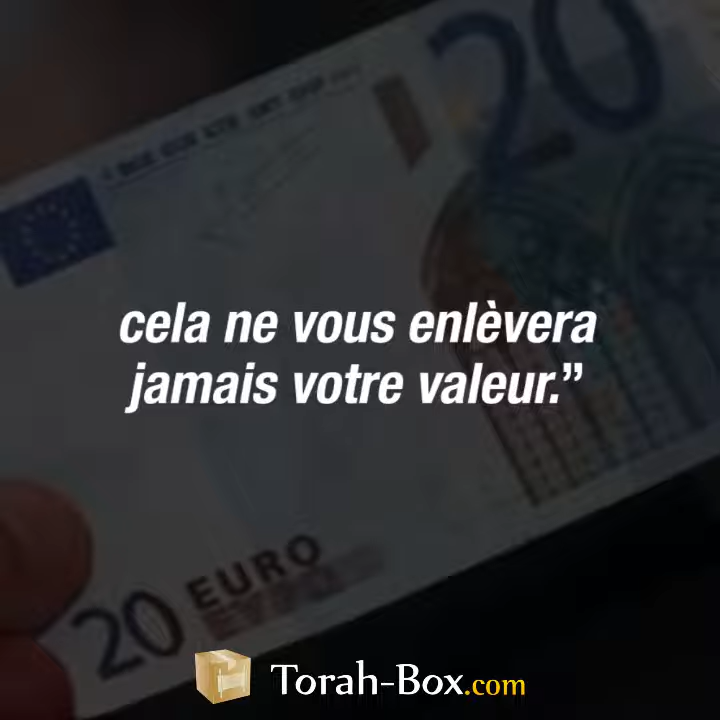 20
cela ne vous enlèvera
jamais votre valeur.”
20 EURO
Torah-Box.com